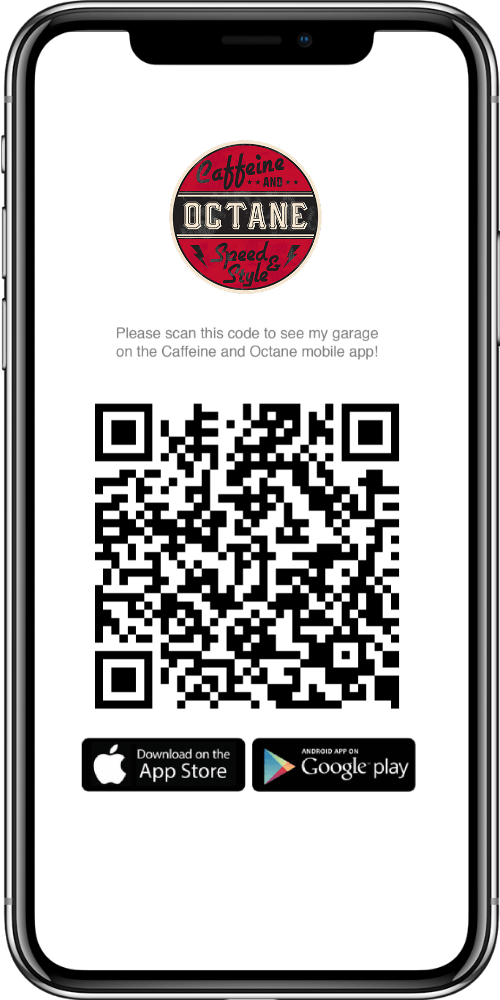 Caffeine
AND
OCTANE
Speed
&
Style
Please scan this code to see my garage
on the Caffeine and Octane mobile app!
Download on the
App Store
ANDROID APP ON
Google play